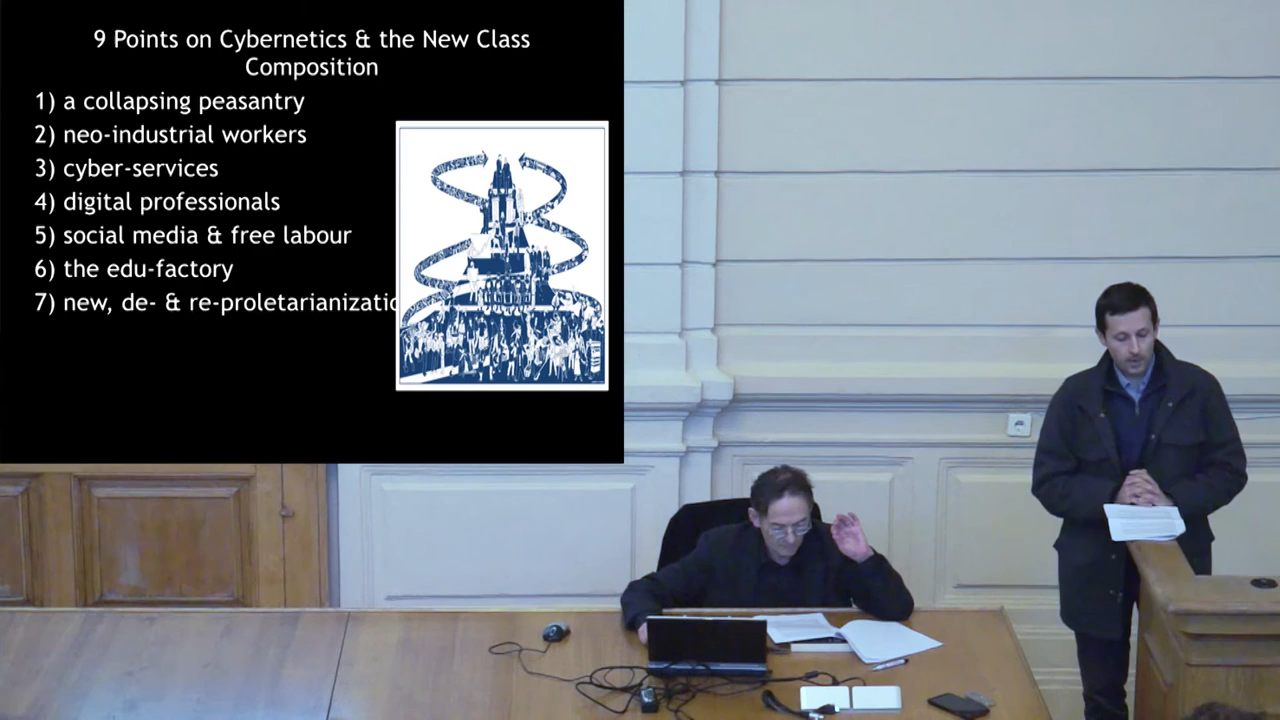 9 Points on Cybernetics & the New Class
Composition
1) a collapsing peasantry
2) neo-industrial workers
3) cyber-services
4) digital professionals
5) social media & free labour
6) the edu-factory
7) new, de- & re-proletarianizatio